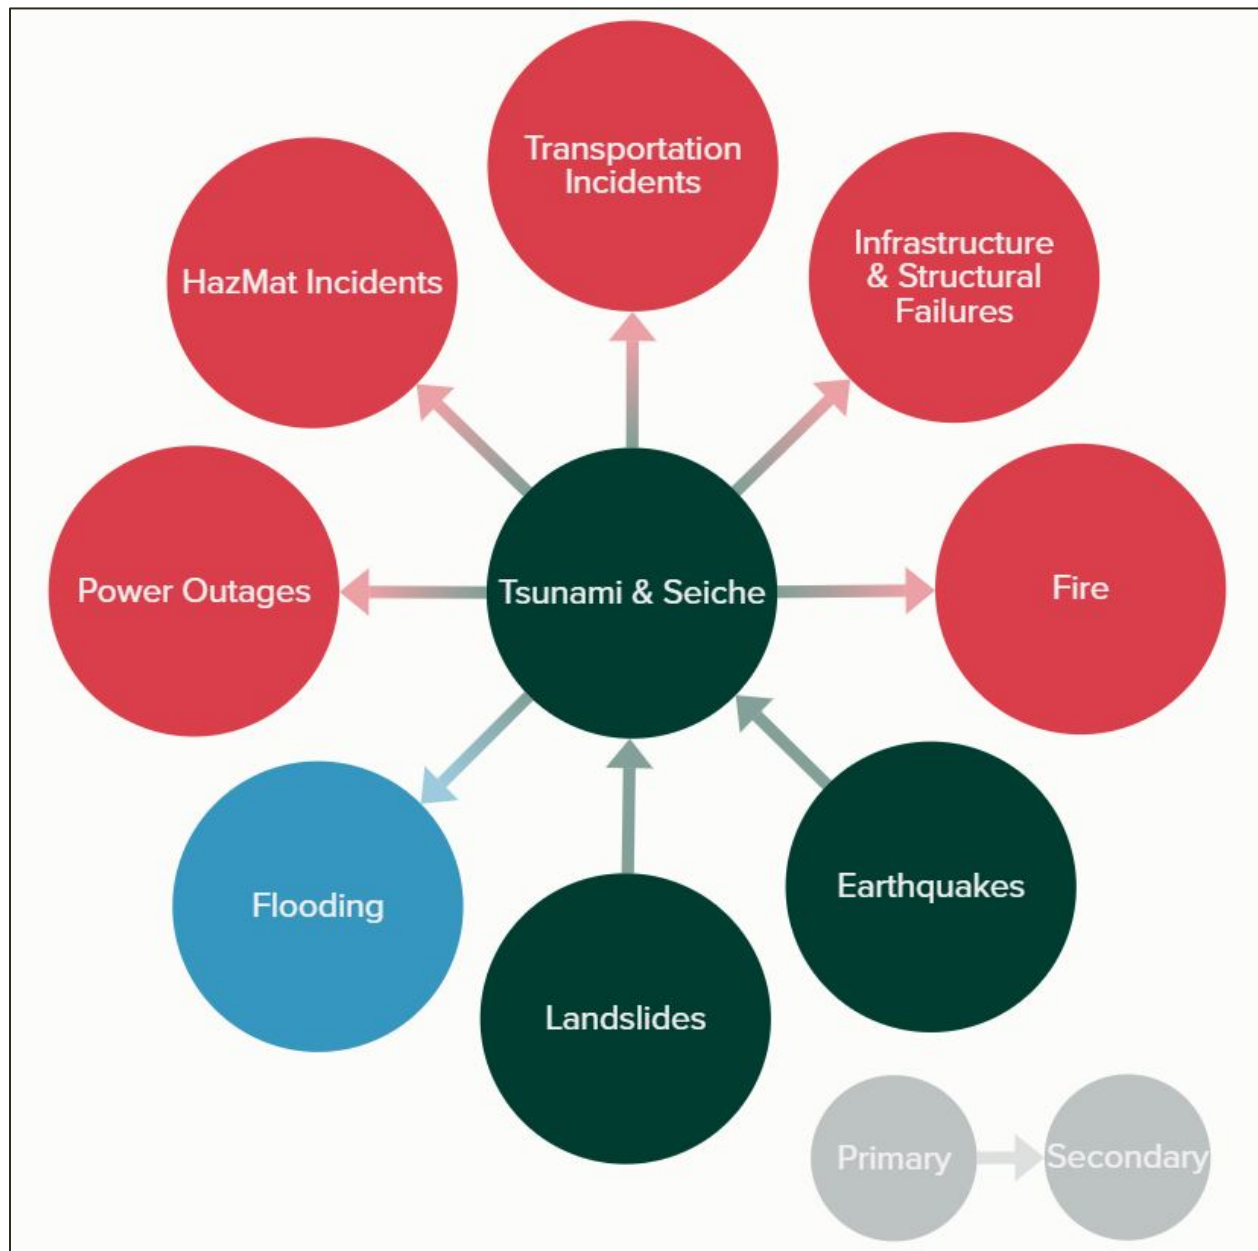 Transportation
Incidents
Infrastructure
& Structural
Failures
HazMat Incidents
Power Outages
Tsunami & Seiche
Fire
Flooding
Earthquakes
Landslides
Primary
Secondary